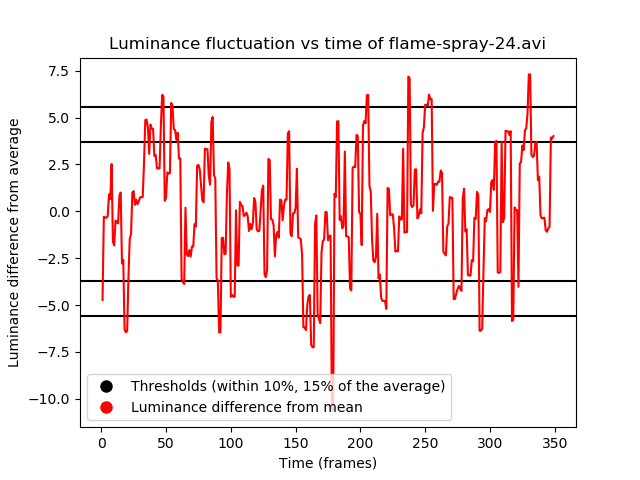 Luminance fluctuation vs time of flame-spray-24.avi
Luminance difference from average
7.5
5.0
2.5
0.0
−2.5
−5.0
−7.5
−10.0
Thresholds (within 10%, 15% of the average)
Luminance difference from mean
0 50 100 150 200 250 300 350
Time (frames)